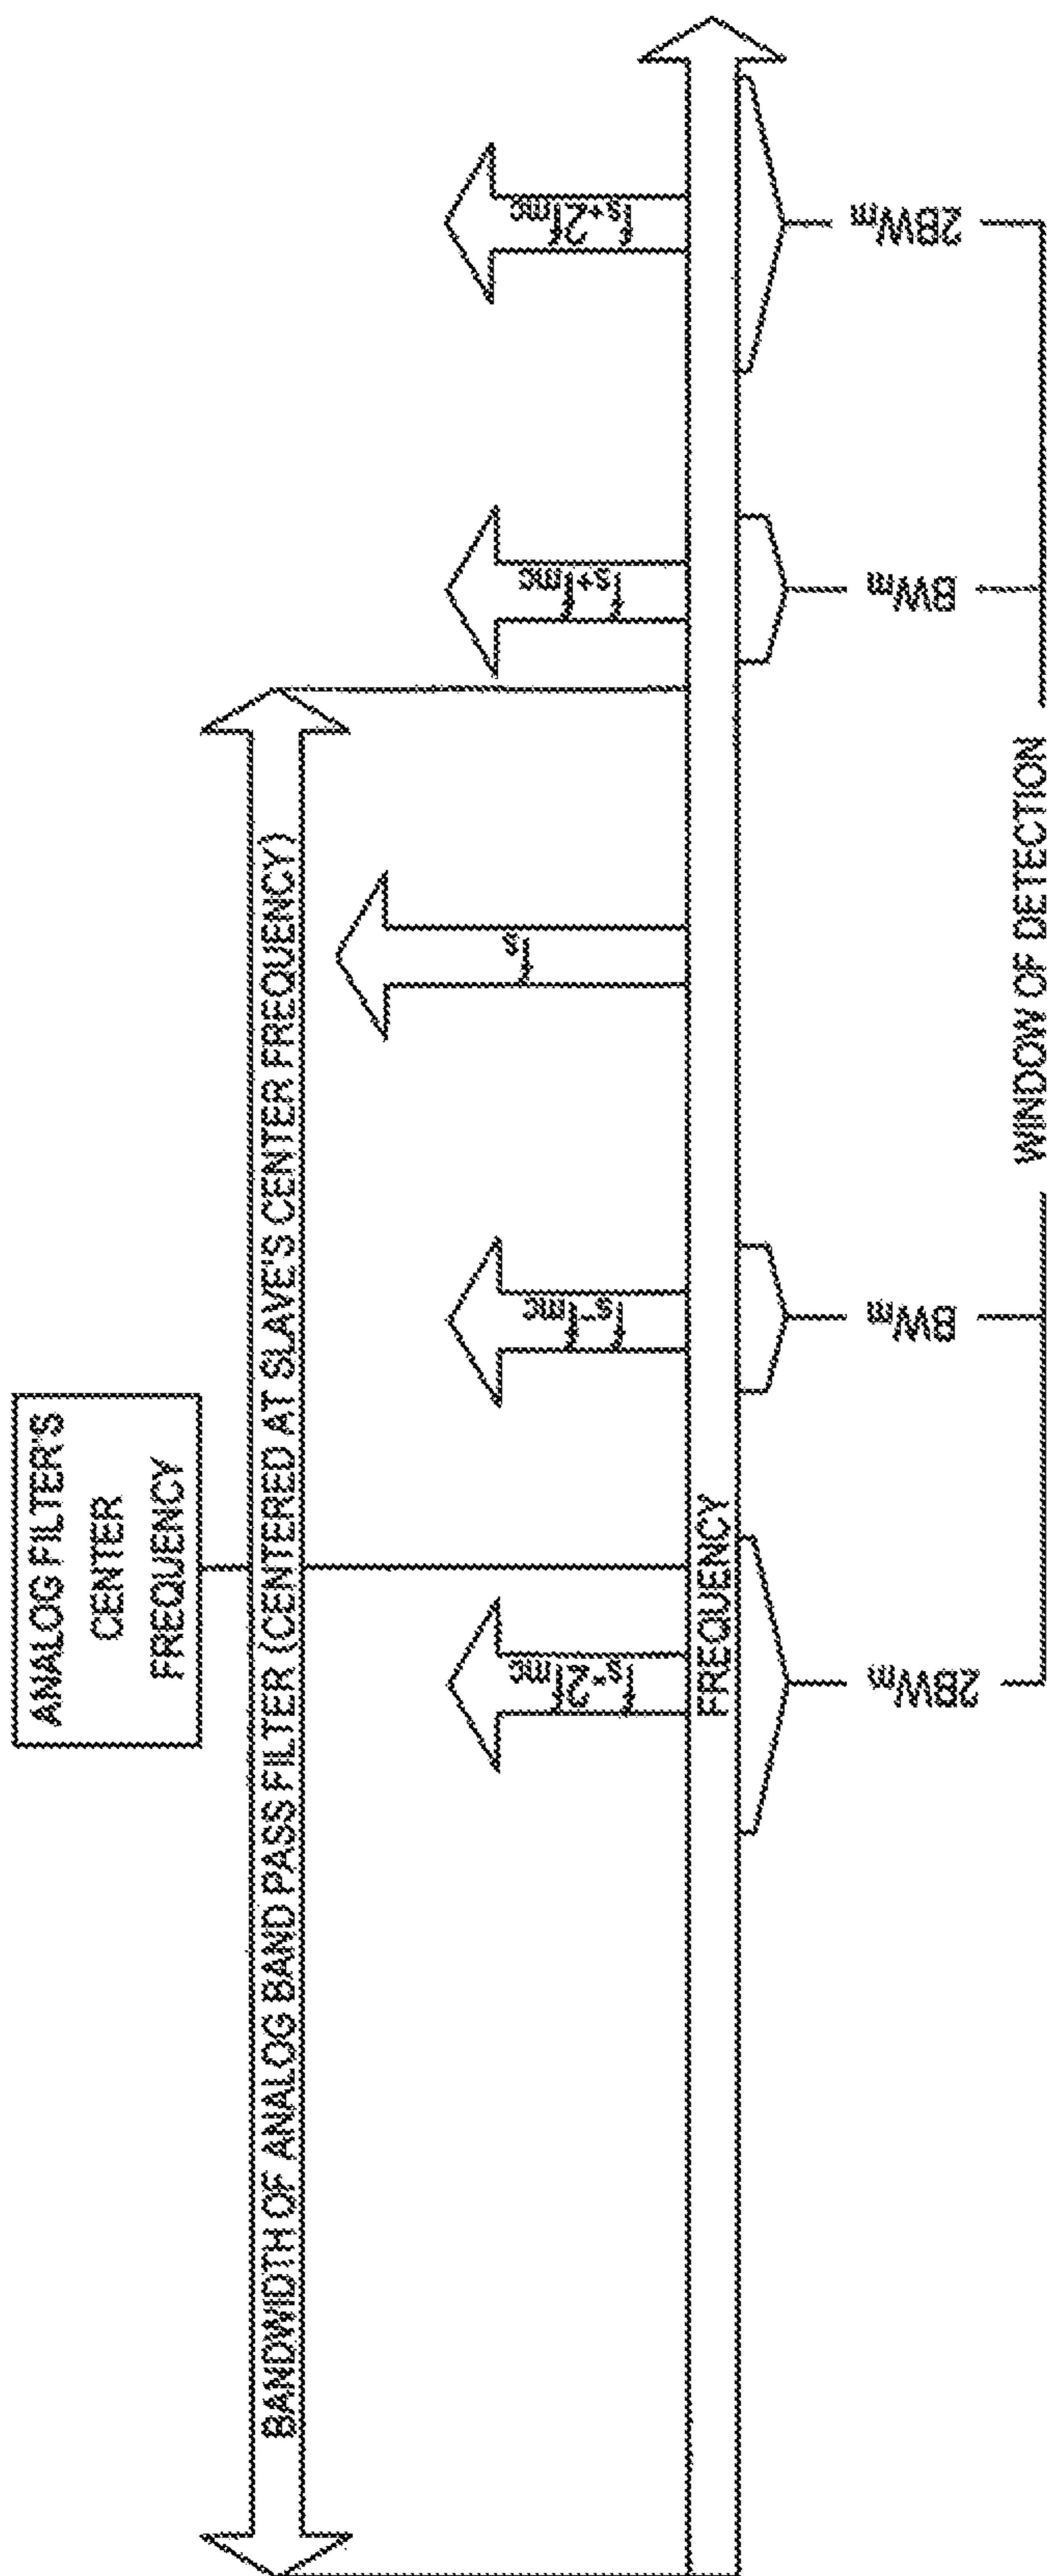 ANALOG FILTER'S
CENTER
FREQUENCY
BANDWIDTH OF ANALOG BAND PASS FILTER (CENTERED AT SLAVE'S CENTER FREQUENCY)
fs-2fmc
fs-fmc
fs
fs+fmc
fs+2fmc
FREQUENCY
2BWm
BWm
BWm
2BWm
WINDOW OF DETECTION